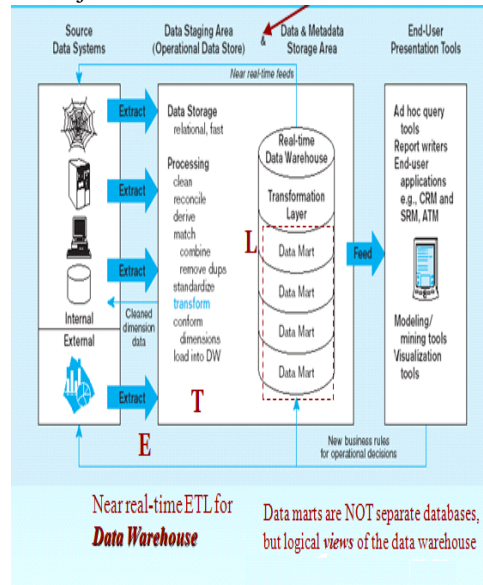 Source
Data Systems
Data Staging Area
(Operational Data Store)
&
Data & Metadata
Storage Area
End-User
Presentation Tools
Near real-time feeds
Extract
Extract
Extract
Extract
Internal
External
Cleaned
dimension
data
Data Storage
relational, fast
Processing
clean
reconcile
derive
match
combine
remove dups
standardize
transform
conform
dimensions
load into DW
Real-time
Data Warehouse
Transformation
Layer
L
Data Mart
Data Mart
Data Mart
Data Mart
Feed
Ad hoc query
tools
Report writers
End-user
applications
e.g., CRM and
SRM, ATM
Modeling/
mining tools
Visualization
tools
T
E
New business rules
for operational decisions
Near real-time ETL for
Data Warehouse
Data marts are NOT separate databases,
but logical views of the data warehouse